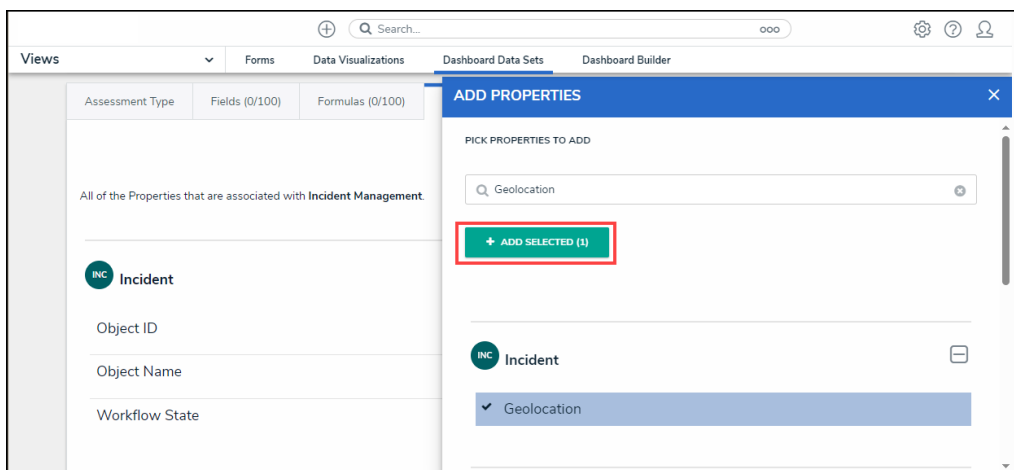 Search...
ooo
Views
Forms
Data Visualizations
Dashboard Data Sets
Dashboard Builder
Assessment Type
Fields (0/100)
Formulas (0/100)
All of the Properties that are associated with Incident Management.
INC Incident
Object ID
Object Name
Workflow State
ADD PROPERTIES
PICK PROPERTIES TO ADD
Geolocation
+ ADD SELECTED (1)
INC Incident
Geolocation